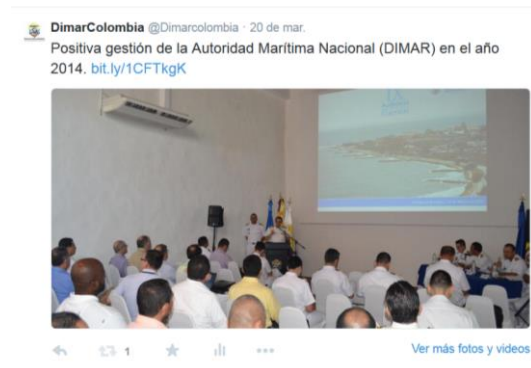 DimarColombia @Dimarcolombia · 20 de mar.
Positiva gestión de la Autoridad Marítima Nacional (DIMAR) en el año
2014. bit.ly/1CFTkgK
1
Ver más fotos y videos